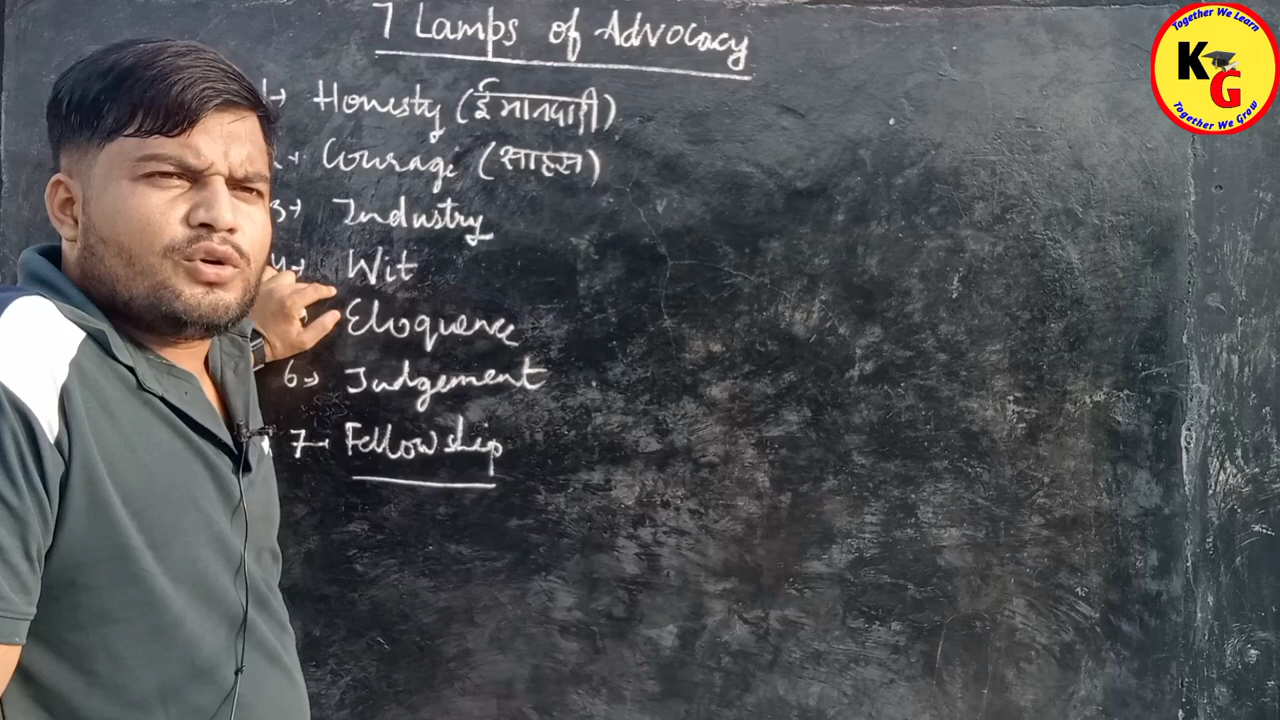 7 Lamps of Advocacy
1→ Honesty (ईमानदारी)
Courage (साहस)
3→ Industry
4→ Wit
Eloquence
6→ Judgement
7→ Fellowship
Together We Learn
KG
Together We Grow